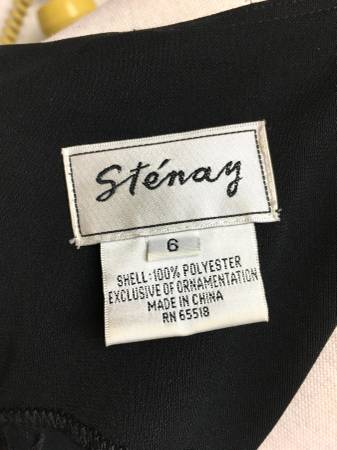 Sténay
6
SHELL: 100% POLYESTER
EXCLUSIVE OF ORNAMENTATION
MADE IN CHINA
RN 65518